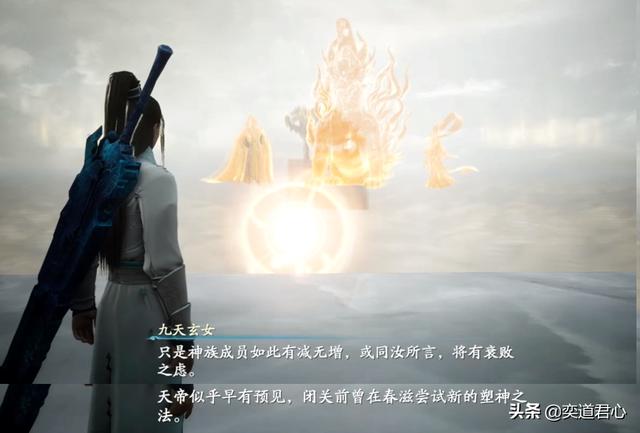 九天玄女
只是神族成员如此有减无增，或同汝所言，将有衰败
之虑。
天帝似乎早有预见，闭关前曾在春滋尝试新的塑神之
法。
头条 @奕道君心